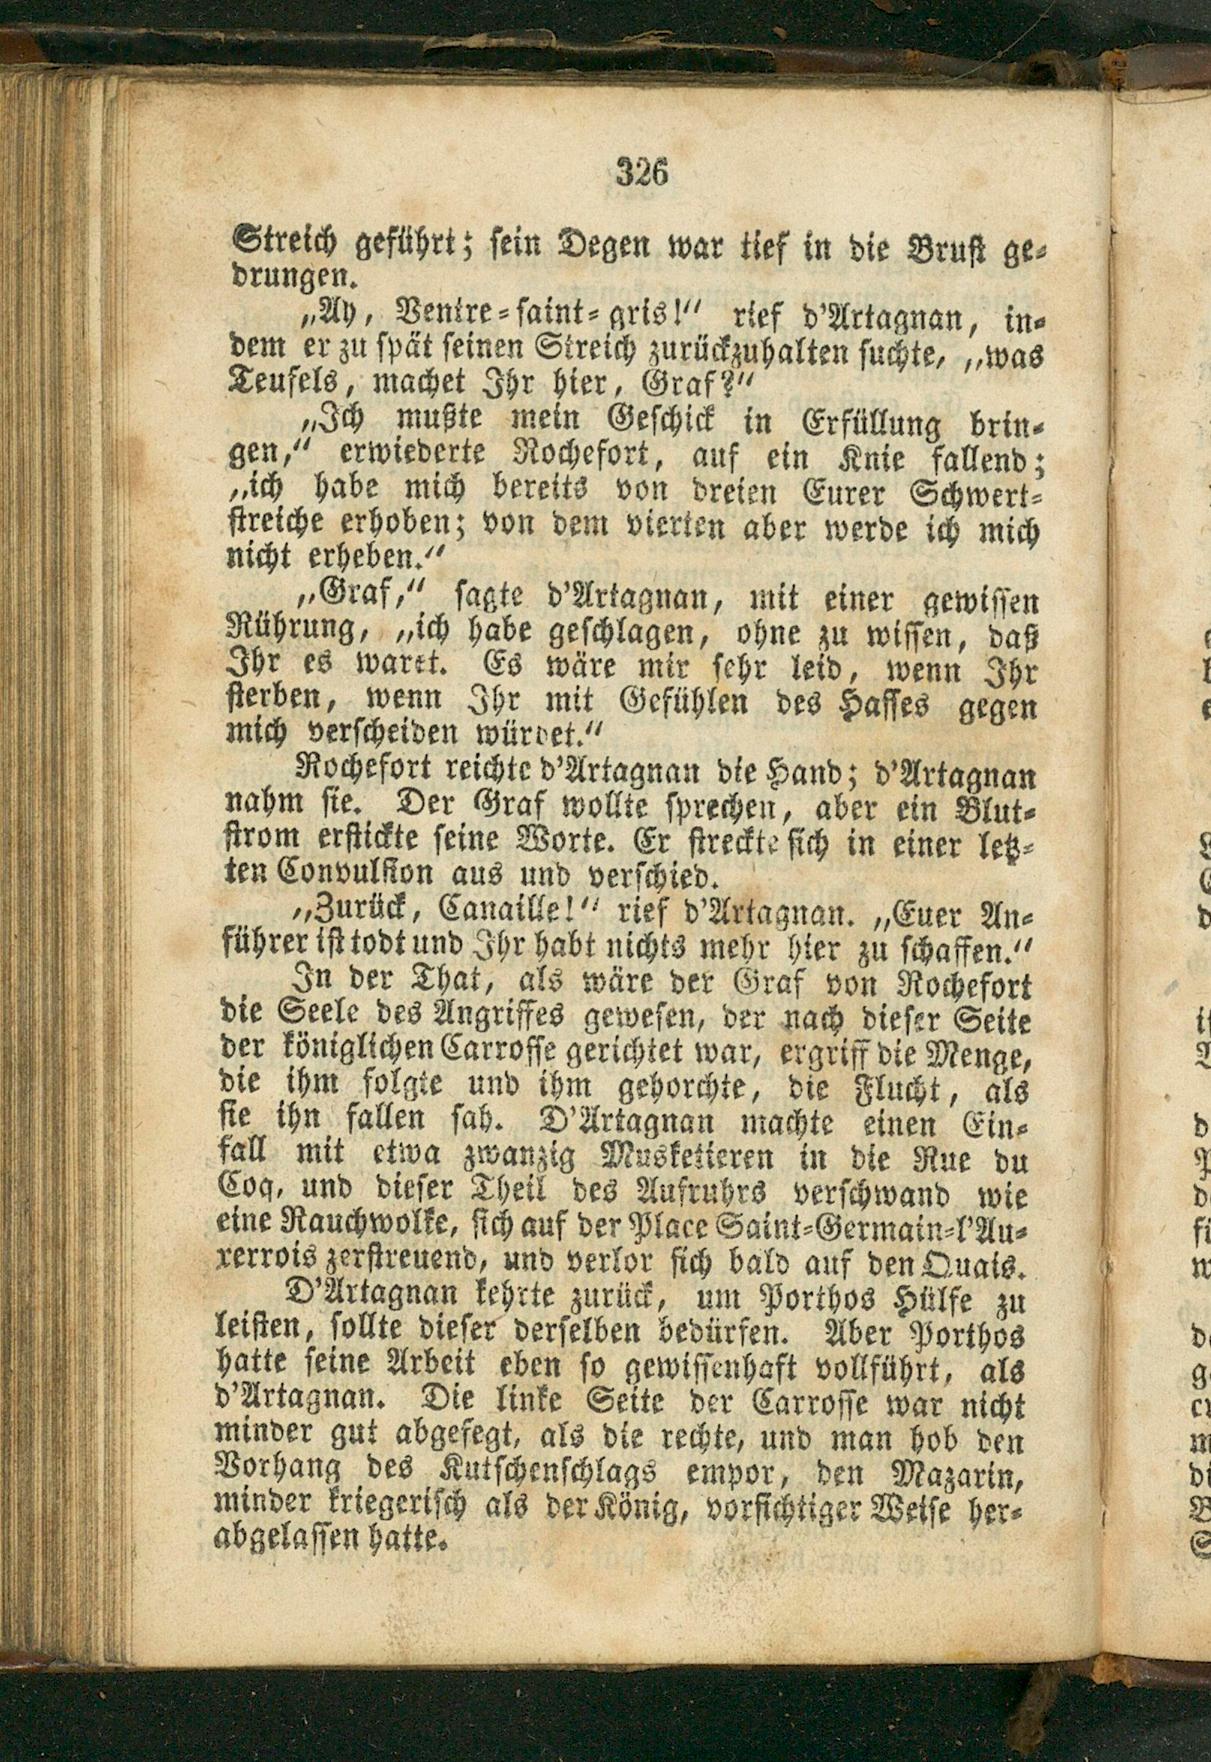 326
Streich geführt; sein Degen war tief in die Brust ge-
drungen.
„Ay, Ventre-saint-gris!“ rief d'Artagnan, in-
dem er zu spät seinen Streich zurückzuhalten suchte, „was
Teufels, machet Ihr hier, Graf?“
„Ich mußte mein Geschick in Erfüllung brin-
gen,“ erwiederte Rochefort, auf ein Knie fallend;
„ich habe mich bereits von dreien Eurer Schwert-
streiche erhoben; von dem vierten aber werde ich mich
nicht erheben.“
„Graf,“ sagte d'Artagnan, mit einer gewissen
Rührung, „ich habe geschlagen, ohne zu wissen, daß
Ihr es waret. Es wäre mir sehr leid, wenn Ihr
sterben, wenn Ihr mit Gefühlen des Hasses gegen
mich verscheiden würdet.“
Rochefort reichte d'Artagnan die Hand; d'Artagnan
nahm sie. Der Graf wollte sprechen, aber ein Blut-
strom erstickte seine Worte. Er streckte sich in einer letz-
ten Convulsion aus und verschied.
„Zurück, Canaille!“ rief d'Artagnan. „Euer An-
führer ist todt und Ihr habt nichts mehr hier zu schaffen.“
In der That, als wäre der Graf von Rochefort
die Seele des Angriffes gewesen, der nach dieser Seite
der königlichen Carrosse gerichtet war, ergriff die Menge,
die ihm folgte und ihm gehorchte, die Flucht, als
sie ihn fallen sah. D'Artagnan machte einen Ein-
fall mit etwa zwanzig Musketieren in die Rue du
Coq, und dieser Theil des Aufruhrs verschwand wie
eine Rauchwolke, sich auf der Place Saint-Germain-l'Au-
xerrois zerstreuend, und verlor sich bald auf den Quais.
D'Artagnan kehrte zurück, um Porthos Hülfe zu
leisten, sollte dieser derselben bedürfen. Aber Porthos
hatte seine Arbeit eben so gewissenhaft vollführt, als
d'Artagnan. Die linke Seite der Carrosse war nicht
minder gut abgefegt, als die rechte, und man hob den
Vorhang des Kutschenschlags empor, den Mazarin,
minder kriegerisch als der König, vorsichtiger Weise her-
abgelassen hatte.